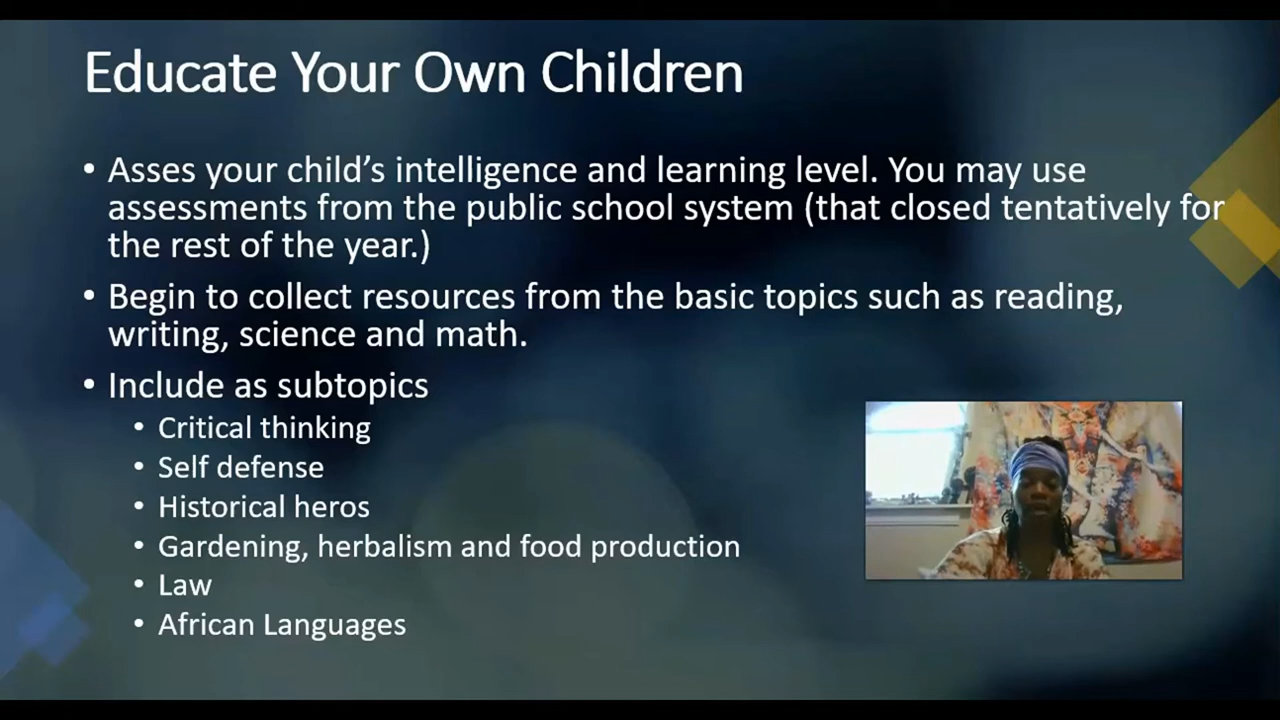 Educate Your Own Children
• Asses your child’s intelligence and learning level. You may use
assessments from the public school system (that closed tentatively for
the rest of the year.)
• Begin to collect resources from the basic topics such as reading,
writing, science and math.
• Include as subtopics
• Critical thinking
• Self defense
• Historical heros
• Gardening, herbalism and food production
• Law
• African Languages